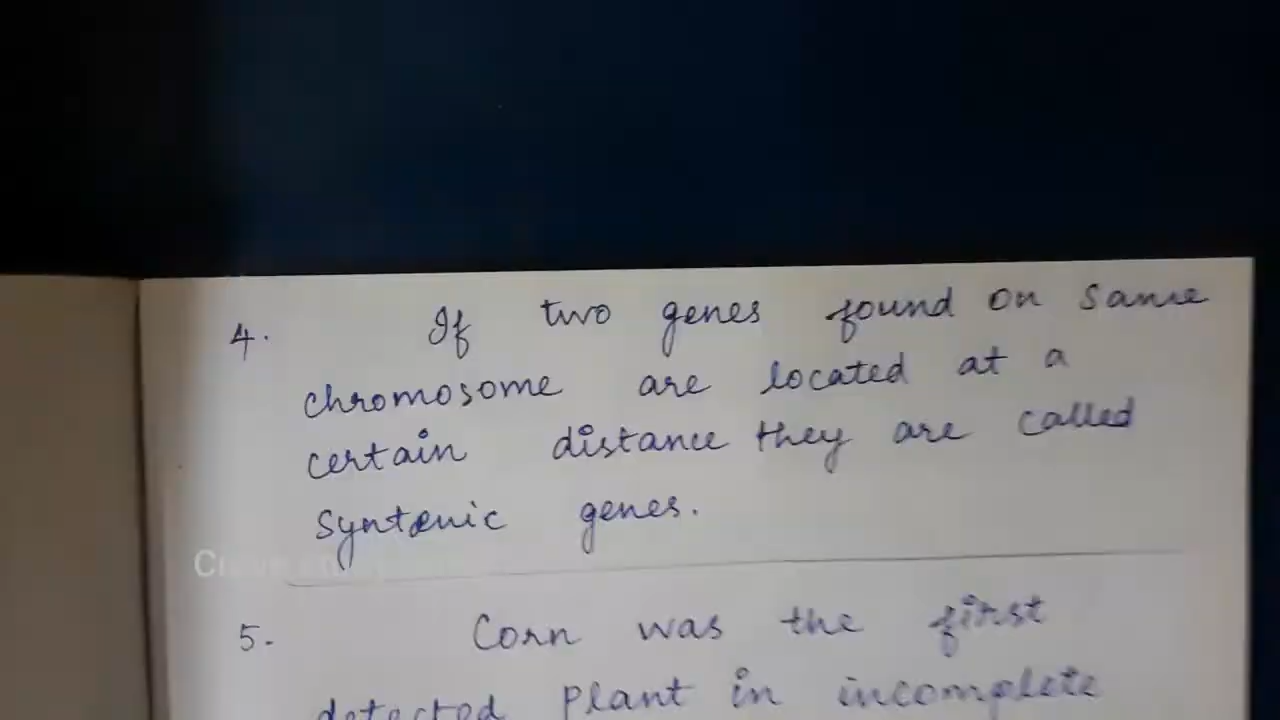 4. If two genes found on same
chromosome are located at a
certain distance they are called
syntenic genes.
5. Corn was the first
detected plant in incomplete